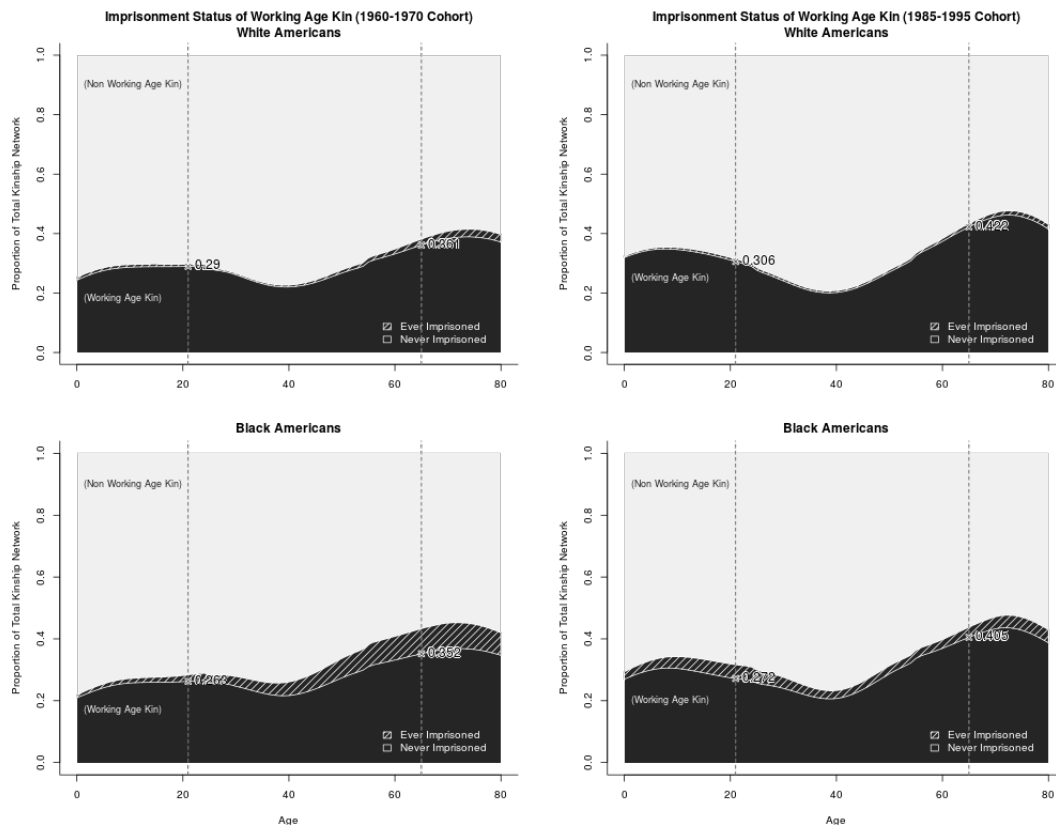 Imprisonment Status of Working Age Kin (1960-1970 Cohort)
White Americans
Proportion of Total Kinship Network
1.0
0.8
0.6
0.4
0.2
0.0
(Non Working Age Kin)
0.29
0.361
(Working Age Kin)
Ever Imprisoned
Never Imprisoned
0 20 40 60 80
Imprisonment Status of Working Age Kin (1985-1995 Cohort)
White Americans
Proportion of Total Kinship Network
1.0
0.8
0.6
0.4
0.2
0.0
(Non Working Age Kin)
0.306
0.422
(Working Age Kin)
Ever Imprisoned
Never Imprisoned
0 20 40 60 80
Black Americans
Proportion of Total Kinship Network
1.0
0.8
0.6
0.4
0.2
0.0
(Non Working Age Kin)
0.263
0.352
(Working Age Kin)
Ever Imprisoned
Never Imprisoned
0 20 40 60 80
Age
Black Americans
Proportion of Total Kinship Network
1.0
0.8
0.6
0.4
0.2
0.0
(Non Working Age Kin)
0.272
0.405
(Working Age Kin)
Ever Imprisoned
Never Imprisoned
0 20 40 60 80
Age